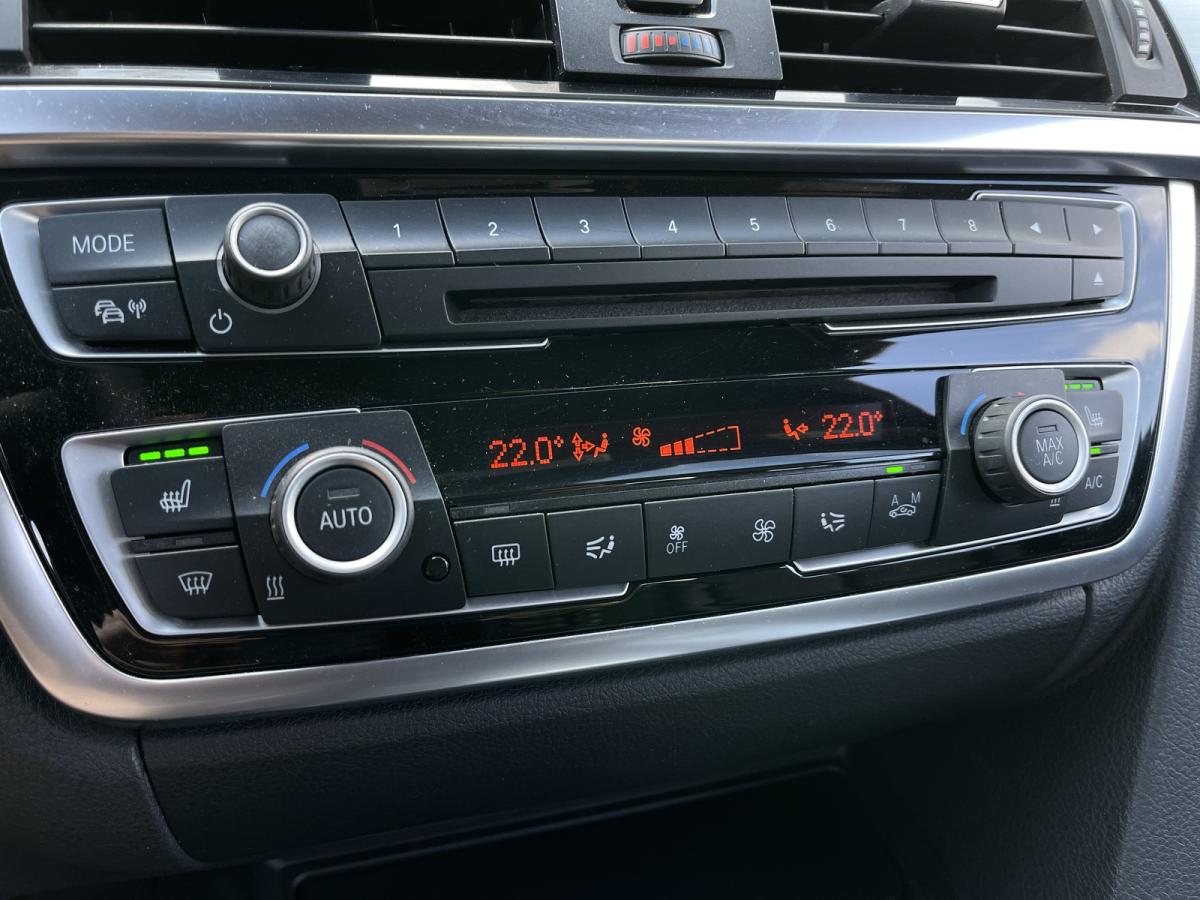 MODE
1 2 3 4 5 6 7 8
22.0° 22.0°
AUTO
OFF
A M
MAX
A/C
A/C